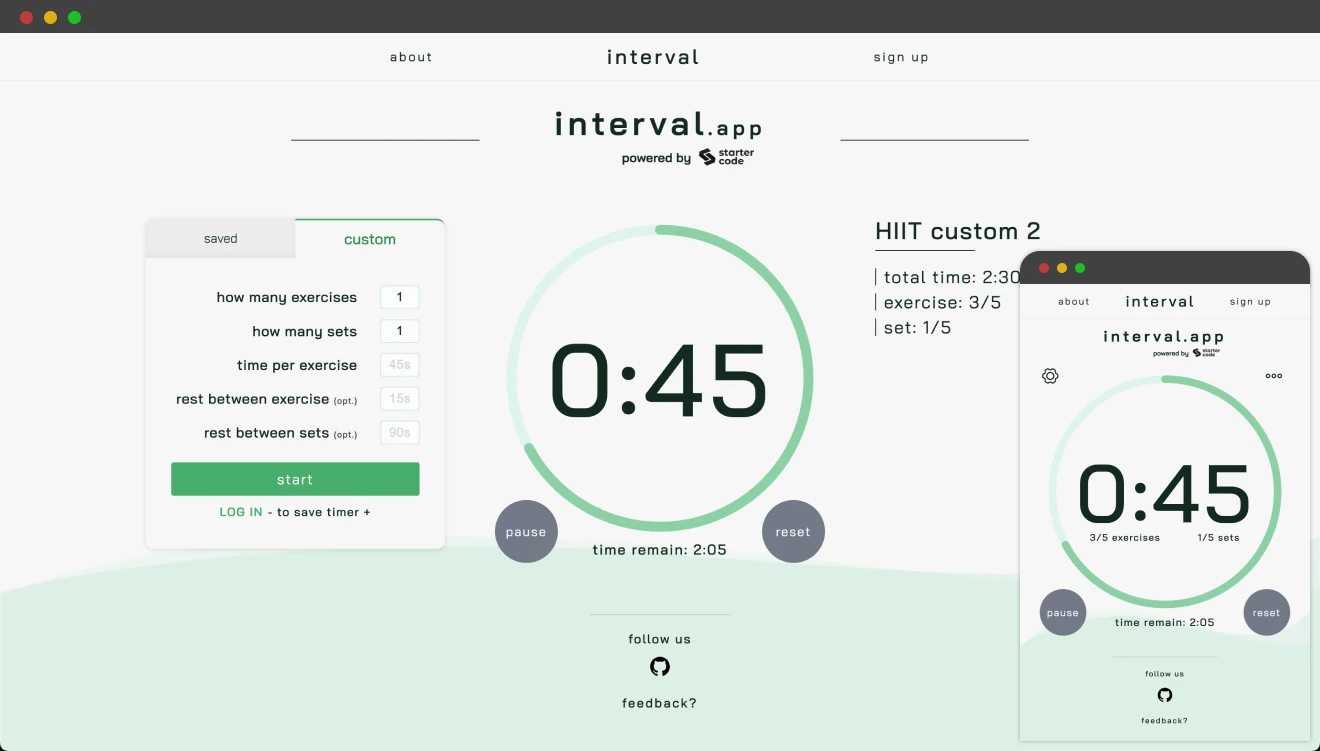 about interval sign up
interval.app
powered by starter code
saved custom
how many exercises 1
how many sets 1
time per exercise 45s
rest between exercise (opt.) 15s
rest between sets (opt.) 90s
start
LOG IN - to save timer +
0:45
pause
reset
time remain: 2:05
HIIT custom 2
total time: 2:30
exercise: 3/5
set: 1/5
follow us
feedback?
about interval sign up
interval.app
powered by starter code
0:45
3/5 exercises 1/5 sets
pause
reset
time remain: 2:05
follow us
feedback?